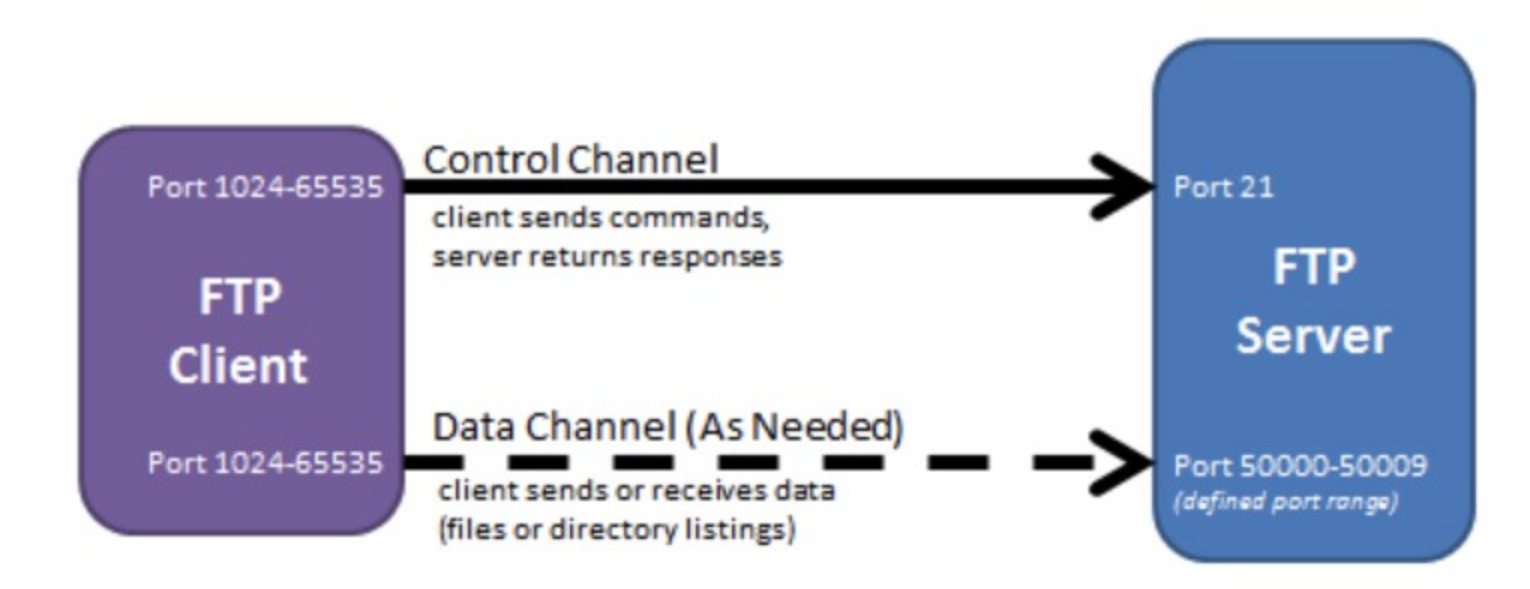 Control Channel
Port 1024-65535
Port 21
client sends commands,
server returns responses
FTP
Client
FTP
Server
Data Channel (As Needed)
Port 1024-65535
Port 50000-50009
(defined port range)
client sends or receives data
(files or directory listings)